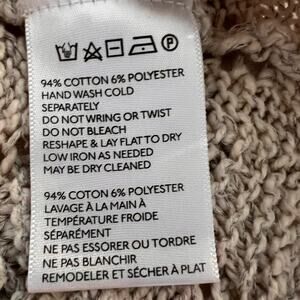 94% COTTON 6% POLYESTER
HAND WASH COLD
SEPARATELY
DO NOT WRING OR TWIST
DO NOT BLEACH
RESHAPE & LAY FLAT TO DRY
LOW IRON AS NEEDED
MAY BE DRY CLEANED
94% COTON 6% POLYESTER
LAVAGE À LA MAIN À
TEMPÉRATURE FROIDE
SÉPARÉMENT
NE PAS ESSORER OU TORDRE
NE PAS BLANCHIR
REMODELER ET SÉCHER À PLAT